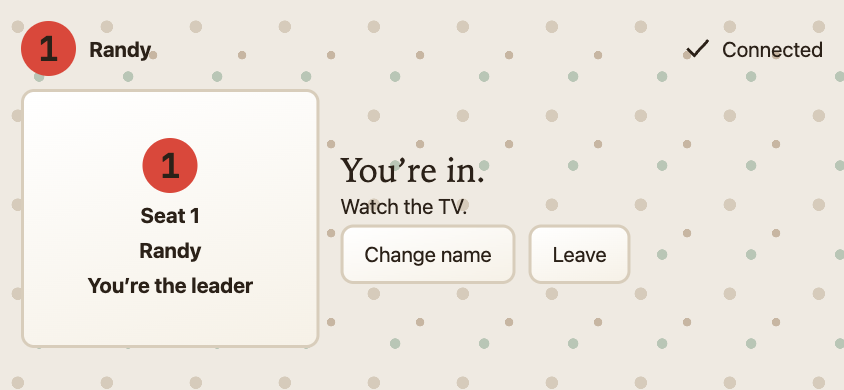 1 Randy
Connected
1
Seat 1
Randy
You’re the leader
You’re in.
Watch the TV.
Change name
Leave